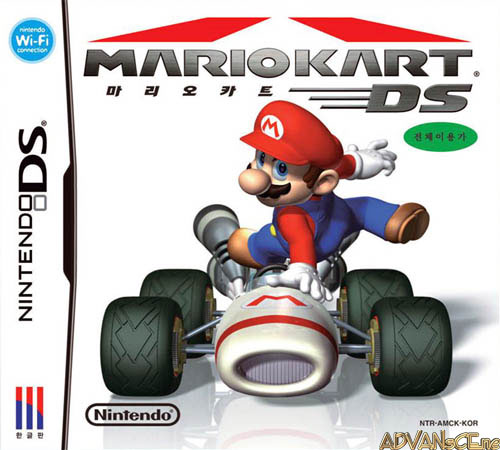 Nintendo
Wi-Fi
connection
MARIOKART
마리오카트
DS
전체이용가
NINTENDO DS
M
M
한글판
Nintendo
NTR-AMCK-KOR
ADVANsCEne